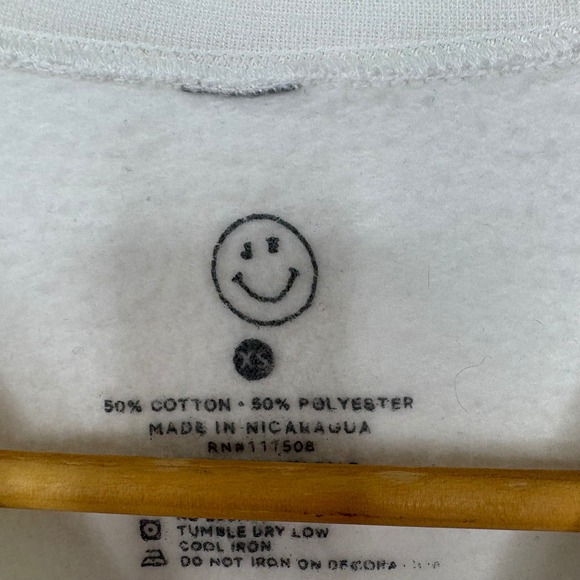 XS
50% COTTON • 50% POLYESTER
MADE IN NICARAGUA
RN#111508
TUMBLE DRY LOW
COOL IRON
DO NOT IRON ON